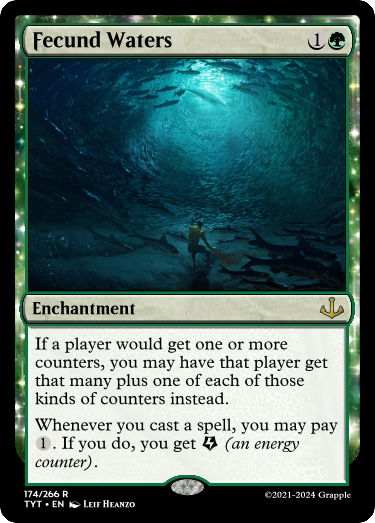 Fecund Waters 1
Enchantment
If a player would get one or more
counters, you may have that player get
that many plus one of each of those
kinds of counters instead.
Whenever you cast a spell, you may pay
1. If you do, you get (an energy
counter).
174/266 R
TYT • EN Leif Heanzo
©2021-2024 Grapple